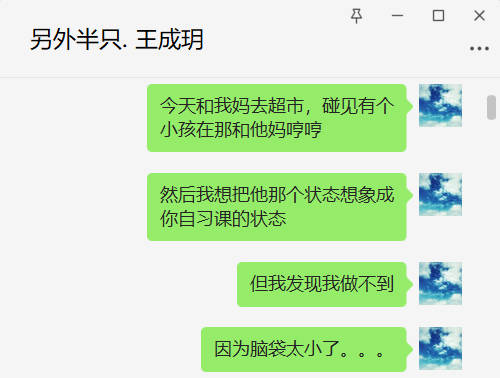 另外半只. 王成玥
今天和我妈去超市，碰见有个
小孩在那和他妈哼哼
然后我想把他那个状态想象成
你自习课的状态
但我发现我做不到
因为脑袋太小了。。。